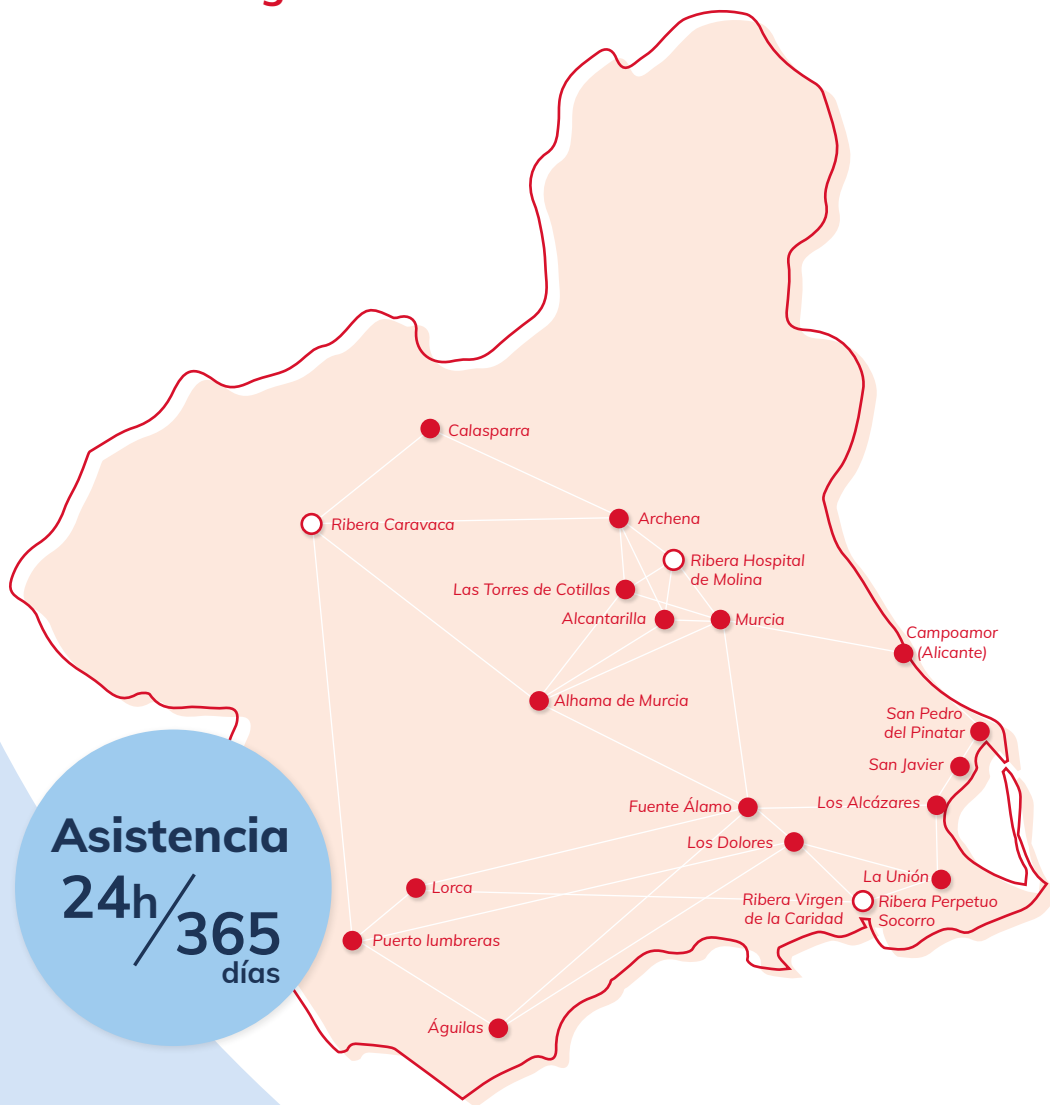 Calasparra
Ribera Caravaca
Archena
Ribera Hospital
de Molina
Las Torres de Cotillas
Alcantarilla
Murcia
Campoamor
(Alicante)
Alhama de Murcia
San Pedro
del Pinatar
San Javier
Fuente Álamo
Los Alcázares
Los Dolores
La Unión
Ribera Virgen
de la Caridad
Ribera Perpetuo
Socorro
Lorca
Puerto lumbreras
Águilas
Asistencia
24h/
365
días